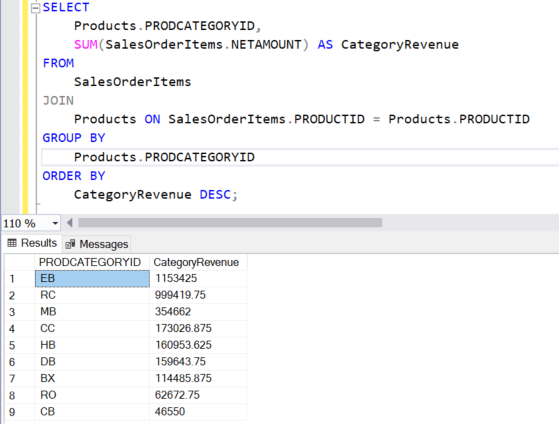 SELECT
Products.PRODCATEGORYID,
SUM(SalesOrderItems.NETAMOUNT) AS CategoryRevenue
FROM
SalesOrderItems
JOIN
Products ON SalesOrderItems.PRODUCTID = Products.PRODUCTID
GROUP BY
Products.PRODCATEGORYID
ORDER BY
CategoryRevenue DESC;
110 %
Results Messages
PRODCATEGORYID CategoryRevenue
1 EB 1153425
2 RC 999419.75
3 MB 354662
4 CC 173026.875
5 HB 160953.625
6 DB 159643.75
7 BX 114485.875
8 RO 62672.75
9 CB 46550